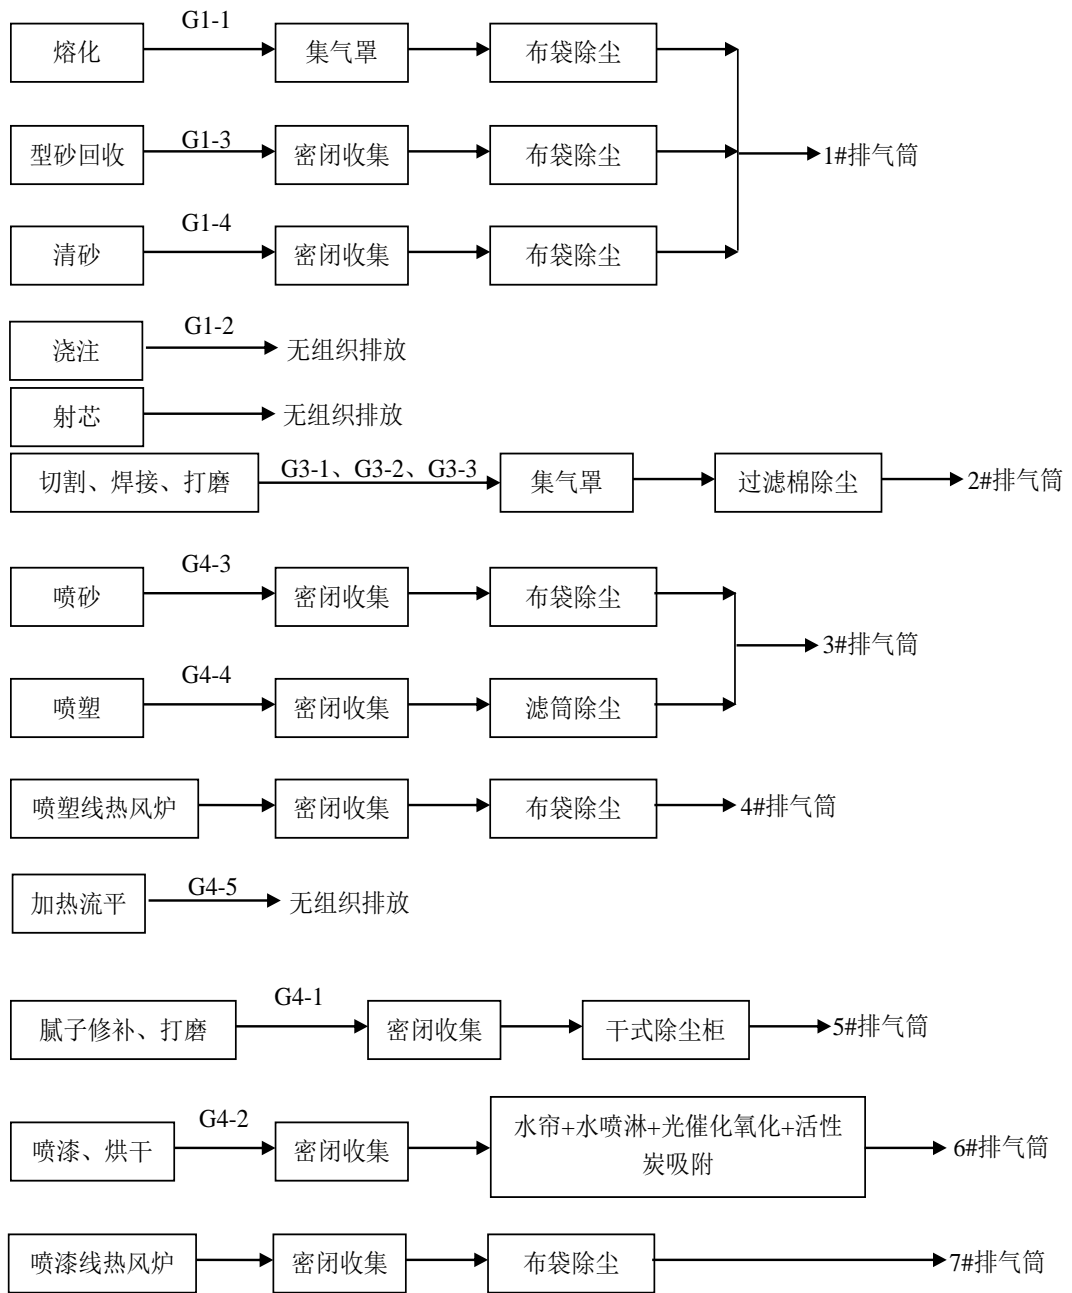 G1-1
熔化
集气罩
布袋除尘
型砂回收
G1-3
密闭收集
布袋除尘
1#排气筒
清砂
G1-4
密闭收集
布袋除尘
浇注
G1-2
无组织排放
射芯
无组织排放
切割、焊接、打磨
G3-1、G3-2、G3-3
集气罩
过滤棉除尘
2#排气筒
喷砂
G4-3
密闭收集
布袋除尘
3#排气筒
喷塑
G4-4
密闭收集
滤筒除尘
喷塑线热风炉
密闭收集
布袋除尘
4#排气筒
加热流平
G4-5
无组织排放
腻子修补、打磨
G4-1
密闭收集
干式除尘柜
5#排气筒
喷漆、烘干
G4-2
密闭收集
水帘+水喷淋+光催化氧化+活性
炭吸附
6#排气筒
喷漆线热风炉
密闭收集
布袋除尘
7#排气筒